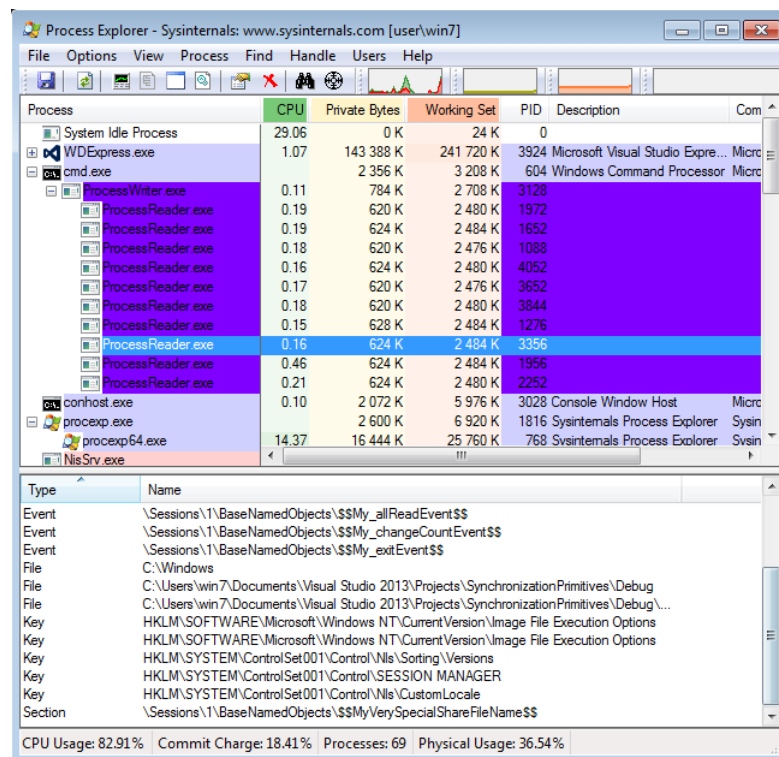 Process Explorer - Sysinternals: www.sysinternals.com [user\win7]
File Options View Process Find Handle Users Help
Process CPU Private Bytes Working Set PID Description Com
System Idle Process 29.06 0 K 24 K 0
WDExpress.exe 1.07 143 388 K 241 720 K 3924 Microsoft Visual Studio Expre... Micro
cmd.exe 2 356 K 3 208 K 604 Windows Command Processor Micro
ProcessWriter.exe 0.11 784 K 2 708 K 3128
ProcessReader.exe 0.19 620 K 2 480 K 1972
ProcessReader.exe 0.19 624 K 2 484 K 1652
ProcessReader.exe 0.18 620 K 2 476 K 1088
ProcessReader.exe 0.16 624 K 2 480 K 4052
ProcessReader.exe 0.17 620 K 2 476 K 3652
ProcessReader.exe 0.18 620 K 2 480 K 3844
ProcessReader.exe 0.15 628 K 2 484 K 1276
ProcessReader.exe 0.16 624 K 2 484 K 3356
ProcessReader.exe 0.46 624 K 2 484 K 1956
ProcessReader.exe 0.21 624 K 2 480 K 2252
conhost.exe 0.10 2 072 K 5 976 K 3028 Console Window Host Micro
procexp.exe 2 600 K 6 920 K 1816 Sysinternals Process Explorer Sysin
procexp64.exe 14.37 16 444 K 25 760 K 768 Sysinternals Process Explorer Sysin
NisSrv.exe
Type Name
Event \Sessions\1\BaseNamedObjects\$$My_allReadEvent$$
Event \Sessions\1\BaseNamedObjects\$$My_changeCountEvent$$
Event \Sessions\1\BaseNamedObjects\$$My_exitEvent$$
File C:\Windows
File C:\Users\win7\Documents\Visual Studio 2013\Projects\SynchronizationPrimitives\Debug
File C:\Users\win7\Documents\Visual Studio 2013\Projects\SynchronizationPrimitives\Debug\...
Key HKLM\SOFTWARE\Microsoft\Windows NT\CurrentVersion\Image File Execution Options
Key HKLM\SOFTWARE\Microsoft\Windows NT\CurrentVersion\Image File Execution Options
Key HKLM\SYSTEM\ControlSet001\Control\Nls\Sorting\Versions
Key HKLM\SYSTEM\ControlSet001\Control\SESSION MANAGER
Key HKLM\SYSTEM\ControlSet001\Control\Nls\CustomLocale
Section \Sessions\1\BaseNamedObjects\$$MyVerySpecialShareFileName$$
CPU Usage: 82.91% Commit Charge: 18.41% Processes: 69 Physical Usage: 36.54%